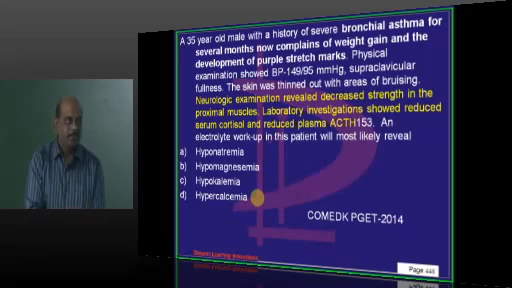 A 35 year old male with a history of severe bronchial asthma for
several months now complains of weight gain and the
development of purple stretch marks. Physical
examination showed BP-149/95 mmHg, supraclavicular
fullness. The skin was thinned out with areas of bruising.
Neurologic examination revealed decreased strength in the
proximal muscles. Laboratory investigations showed reduced
serum cortisol and reduced plasma ACTH153. An
electrolyte work-up in this patient will most likely reveal
a) Hyponatremia
b) Hypomagnesemia
c) Hypokalemia
d) Hypercalcemia
COMEDK PGET-2014
Learning Innovations
Page 445